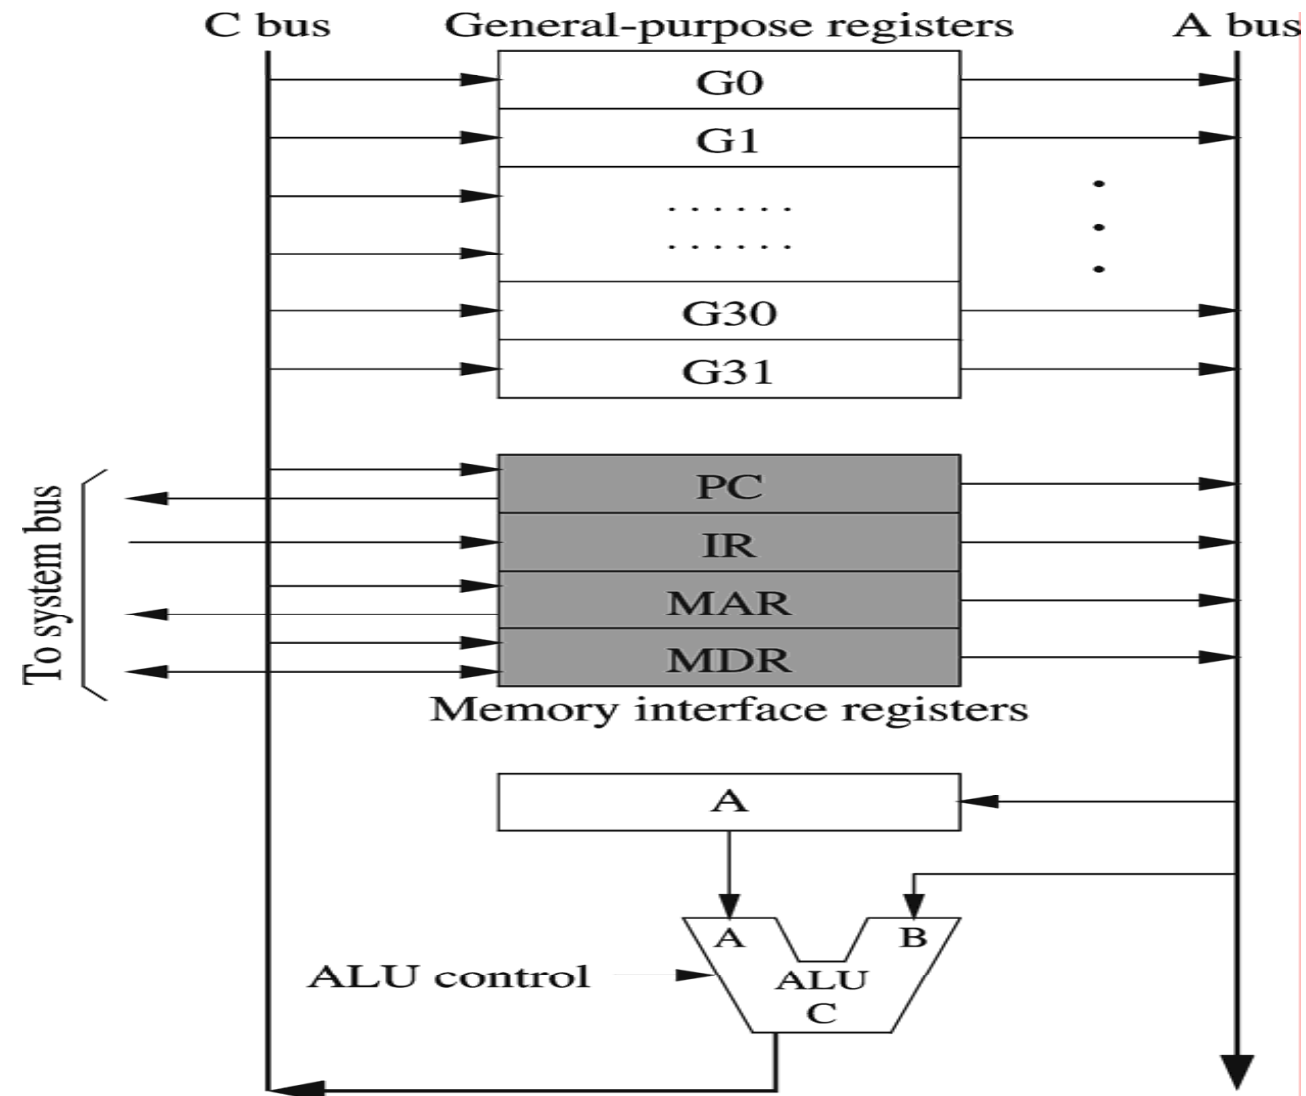 C bus
General-purpose registers
A bus
G0
G1
......
......
G30
G31
To system bus
PC
IR
MAR
MDR
Memory interface registers
A
A
B
ALU control
ALU
C